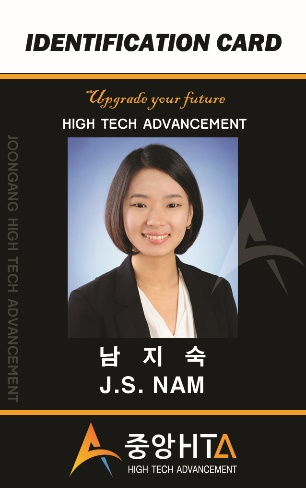 IDENTIFICATION CARD
Upgrade your future
HIGH TECH ADVANCEMENT
JOONGANG HIGH TECH ADVANCEMENT
남 지 숙
J.S. NAM
중앙HTA
HIGH TECH ADVANCEMENT